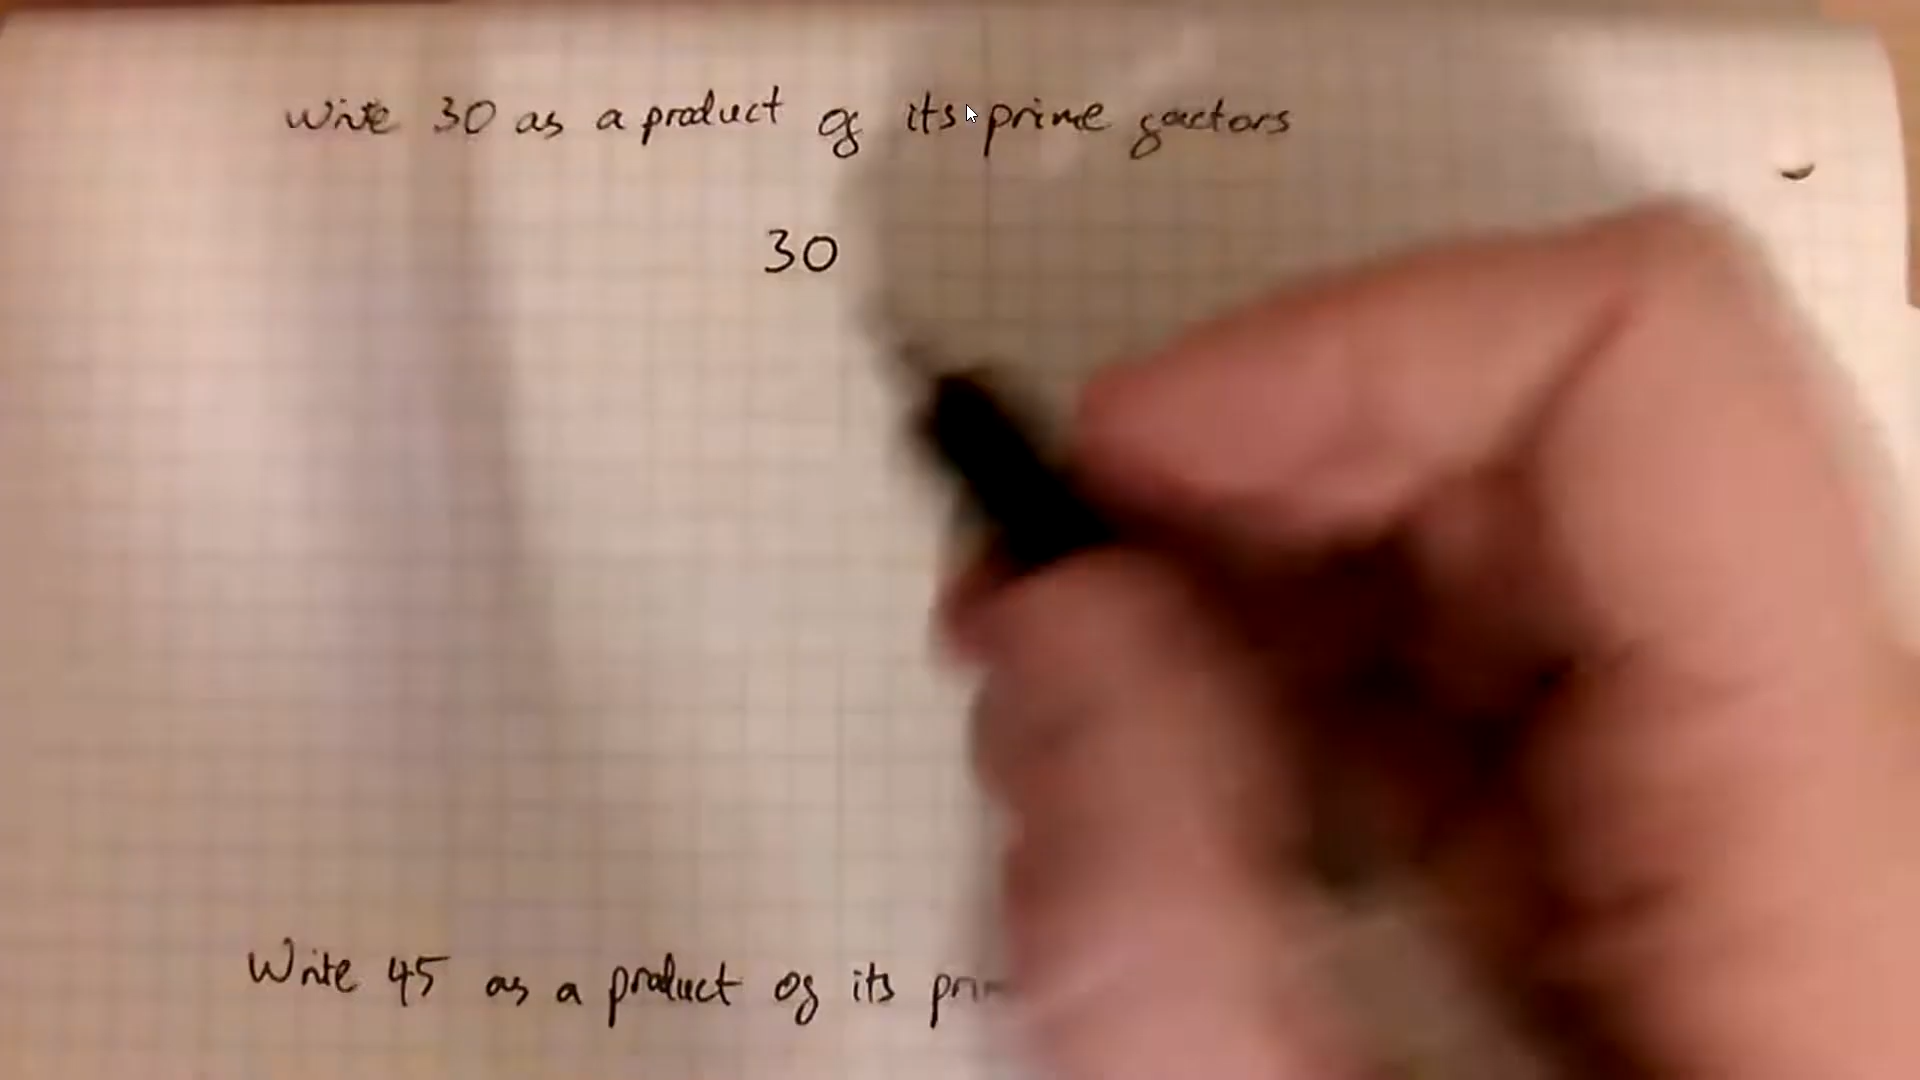 Write 30 as a product of its prime factors
30
Write 45 as a product of its